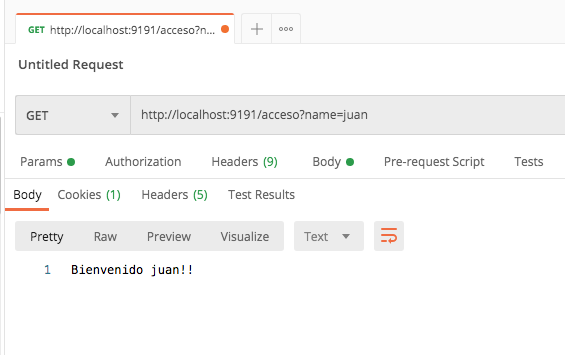 GET http://localhost:9191/acceso?n...
Untitled Request
GET http://localhost:9191/acceso?name=juan
Params Authorization Headers (9) Body Pre-request Script Tests
Body Cookies (1) Headers (5) Test Results
Pretty Raw Preview Visualize Text
1 Bienvenido juan!!